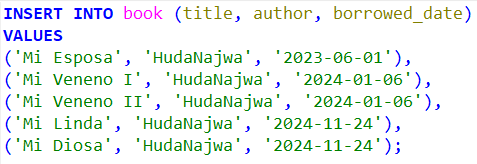 INSERT INTO book (title, author, borrowed_date)
VALUES
('Mi Esposa', 'HudaNajwa', '2023-06-01'),
('Mi Veneno I', 'HudaNajwa', '2024-01-06'),
('Mi Veneno II', 'HudaNajwa', '2024-01-06'),
('Mi Linda', 'HudaNajwa', '2024-11-24'),
('Mi Diosa', 'HudaNajwa', '2024-11-24');